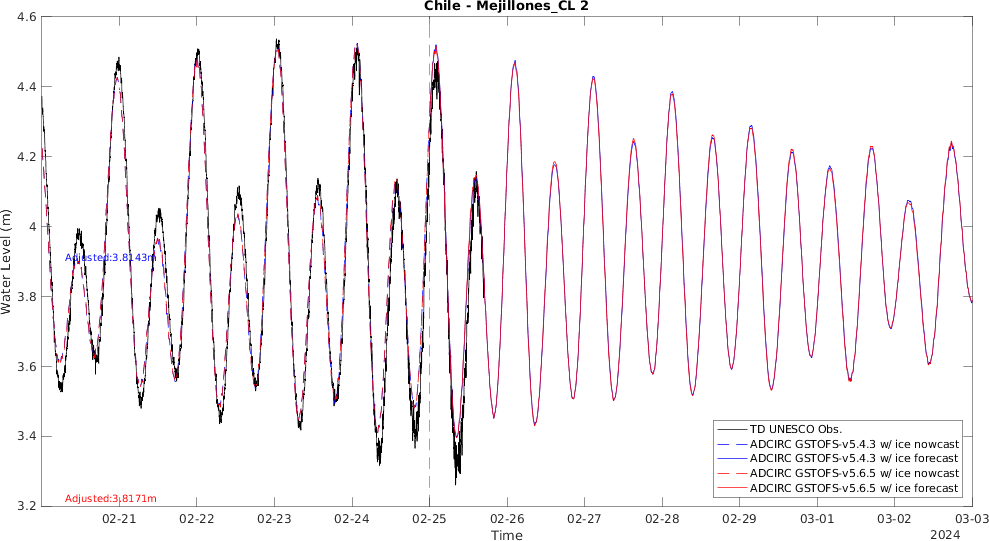 Chile - Mejillones_CL 2
4.6
4.4
4.2
4
3.8
3.6
3.4
3.2
Water Level (m)
Adjusted:3.8143m
Adjusted:3.8171m
TD UNESCO Obs.
ADCIRC GSTOFS-v5.4.3 w/ ice nowcast
ADCIRC GSTOFS-v5.4.3 w/ ice forecast
ADCIRC GSTOFS-v5.6.5 w/ ice nowcast
ADCIRC GSTOFS-v5.6.5 w/ ice forecast
02-21 02-22 02-23 02-24 02-25 02-26 02-27 02-28 02-29 03-01 03-02 03-03
Time
2024